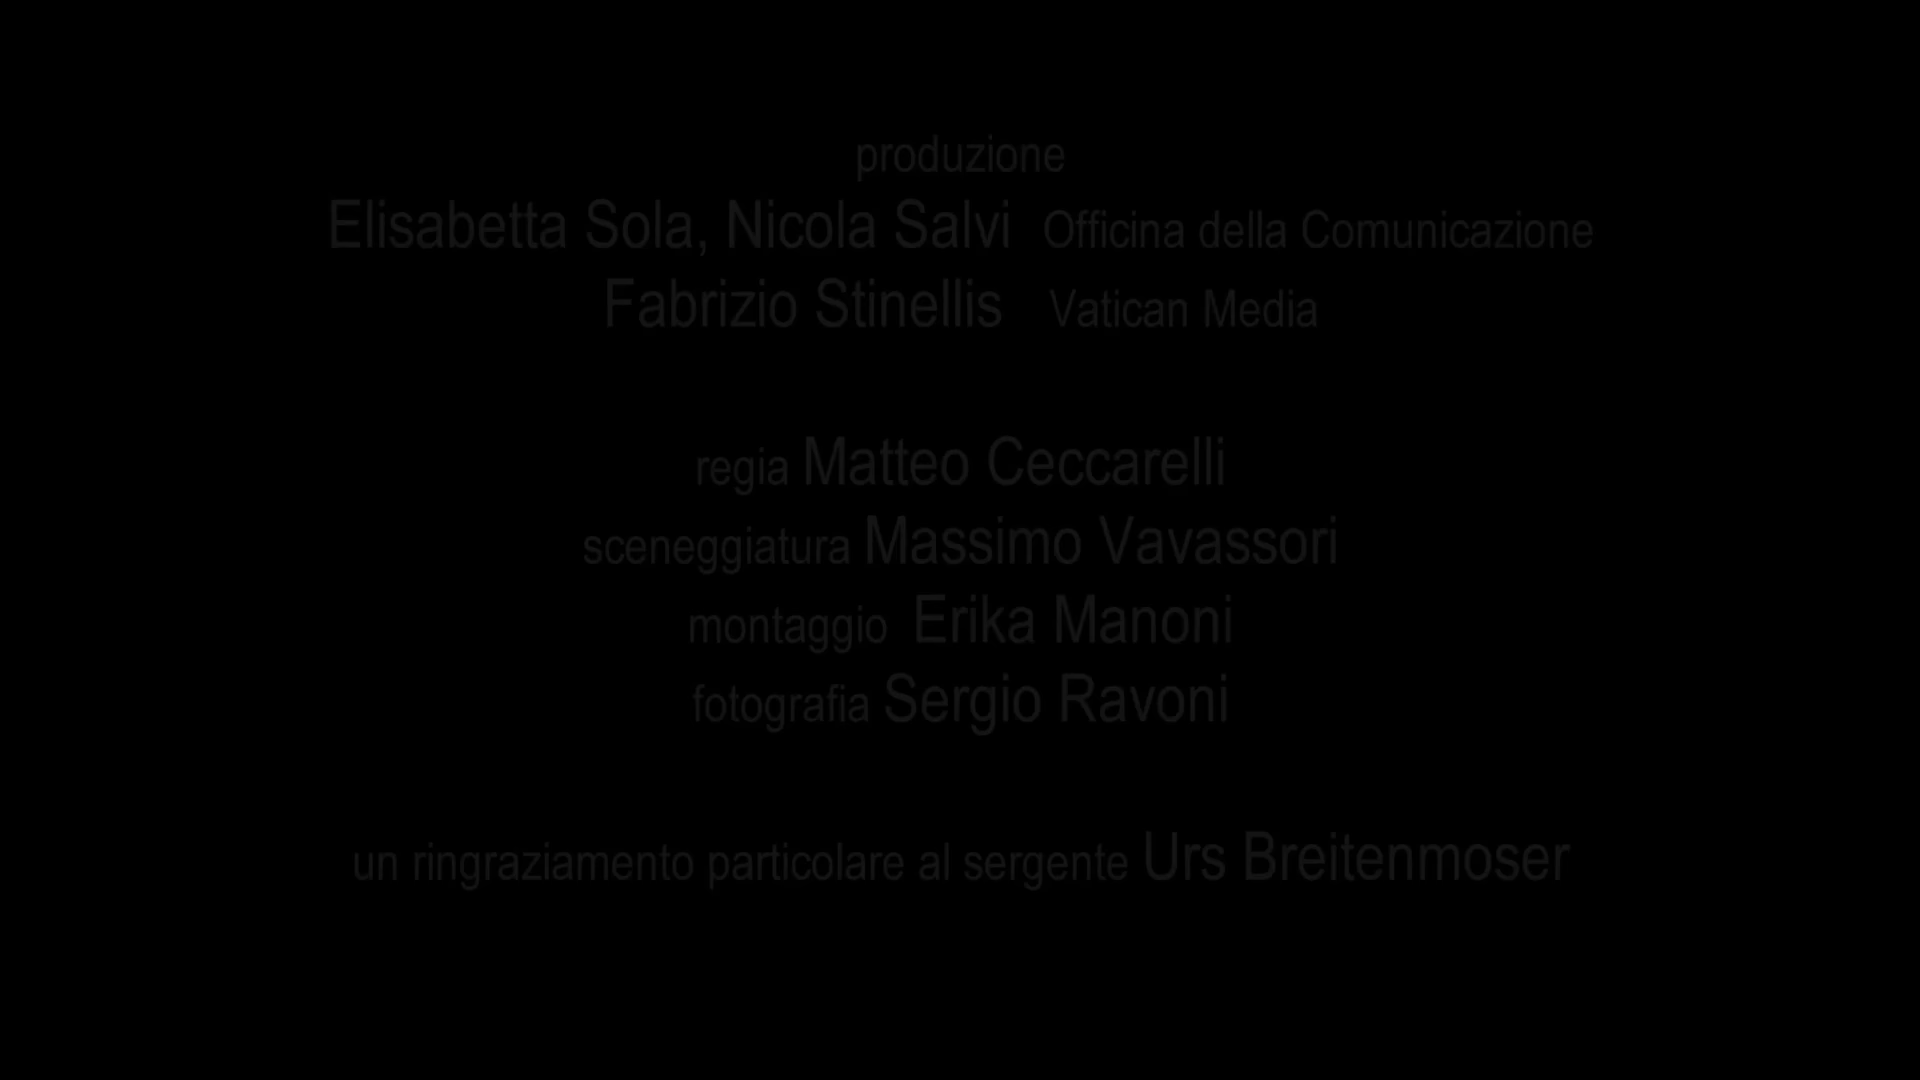 produzione
Elisabetta Sola, Nicola Salvi Officina della Comunicazione
Fabrizio Stinellis Vatican Media
regia Matteo Ceccarelli
sceneggiatura Massimo Vavassori
montaggio Erika Manoni
fotografia Sergio Ravoni
un ringraziamento particolare al sergente Urs Breitenmoser